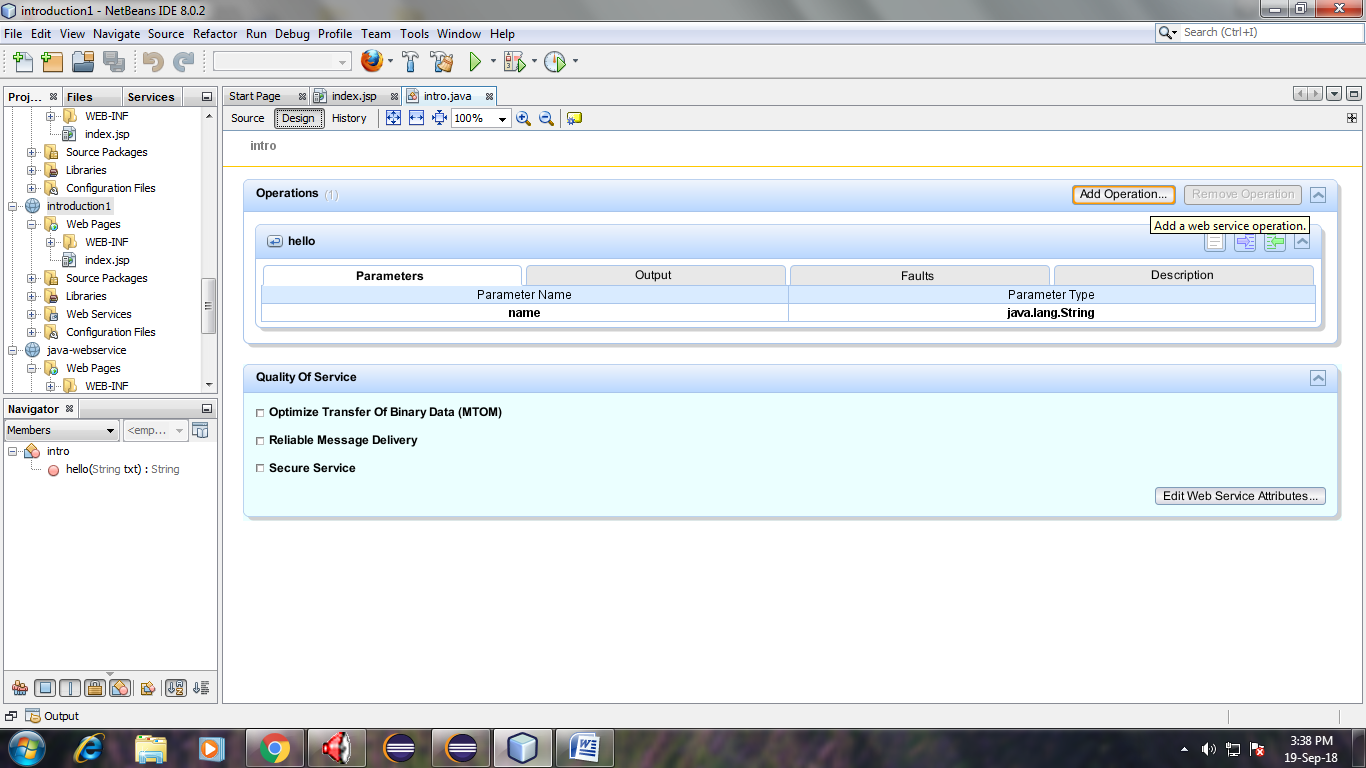 introduction1 - NetBeans IDE 8.0.2
File Edit View Navigate Source Refactor Run Debug Profile Team Tools Window Help
Search (Ctrl+I)
Proj... Files Services
Start Page index.jsp intro.java
Source Design History 100%
WEB-INF
index.jsp
Source Packages
Libraries
Configuration Files
introduction1
Web Pages
WEB-INF
index.jsp
Source Packages
Libraries
Web Services
Configuration Files
java-webservice
Web Pages
WEB-INF
Navigator
Members <emp...
intro
hello(String txt) : String
intro
Operations (1) Add Operation... Remove Operation
Add a web service operation.
hello
Parameters Output Faults Description
Parameter Name Parameter Type
name java.lang.String
Quality Of Service
Optimize Transfer Of Binary Data (MTOM)
Reliable Message Delivery
Secure Service
Edit Web Service Attributes...
Output
3:38 PM
19-Sep-18